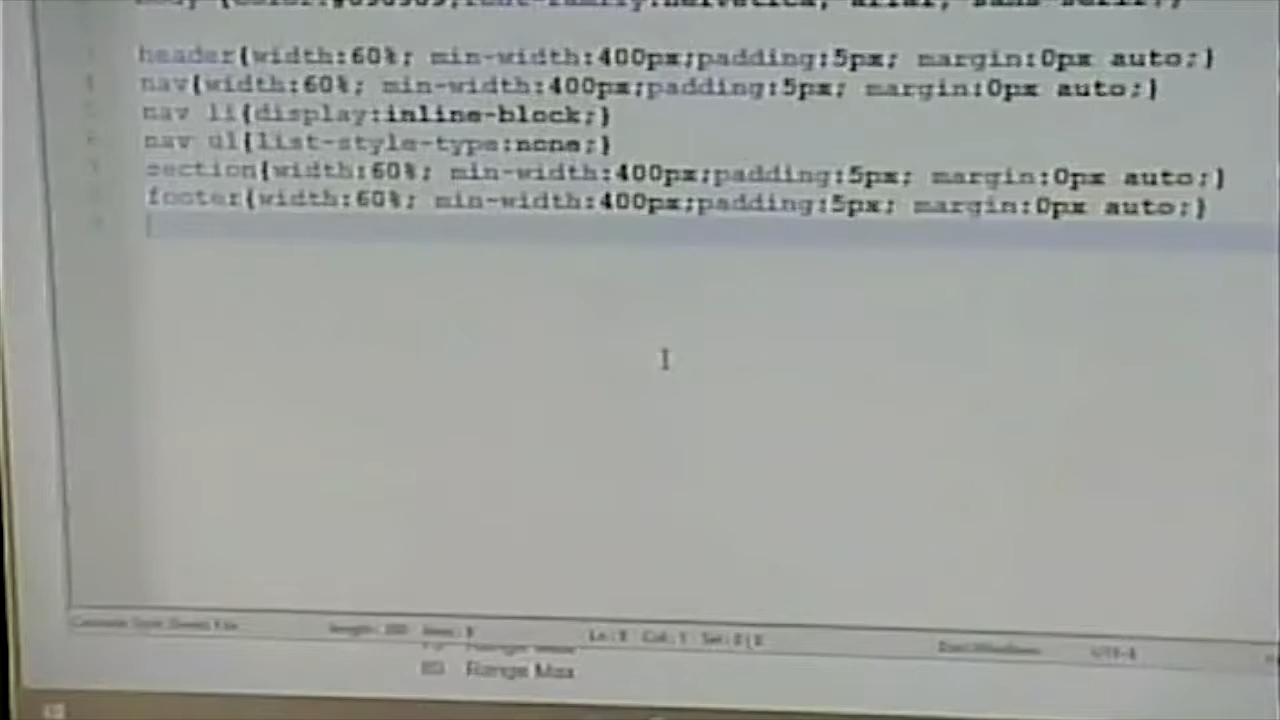 header{width:60%; min-width:400px;padding:5px; margin:0px auto;}
nav{width:60%; min-width:400px;padding:5px; margin:0px auto;}
nav li{display:inline-block;}
nav ul{list-style-type:none;}
section{width:60%; min-width:400px;padding:5px; margin:0px auto;}
footer{width:60%; min-width:400px;padding:5px; margin:0px auto;}
Range Max